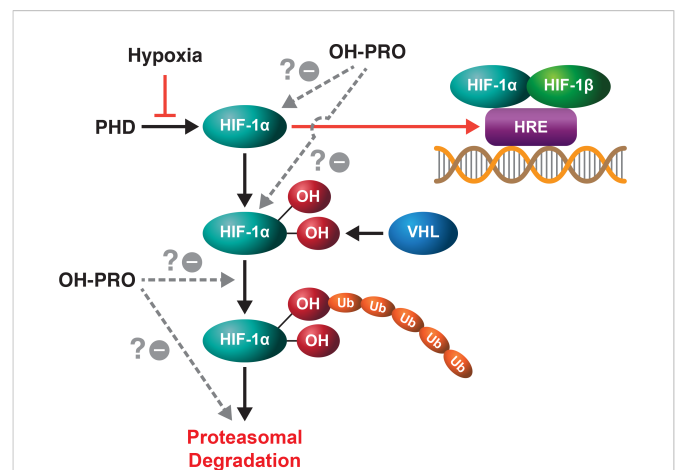 Hypoxia
OH-PRO
?⊖
PHD
HIF-1α
HIF-1α
HIF-1β
HRE
?⊖
OH
HIF-1α
OH
VHL
OH-PRO
?⊖
OH
Ub
Ub
Ub
Ub
Ub
HIF-1α
OH
?⊖
Proteasomal
Degradation